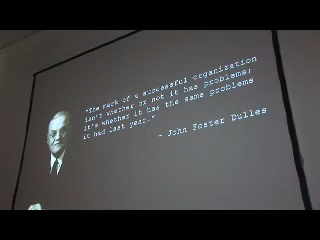 "The mark of a successful organization
isn't whether or not it has problems;
it's whether it has the same problems
it had last year."
- John Foster Dulles